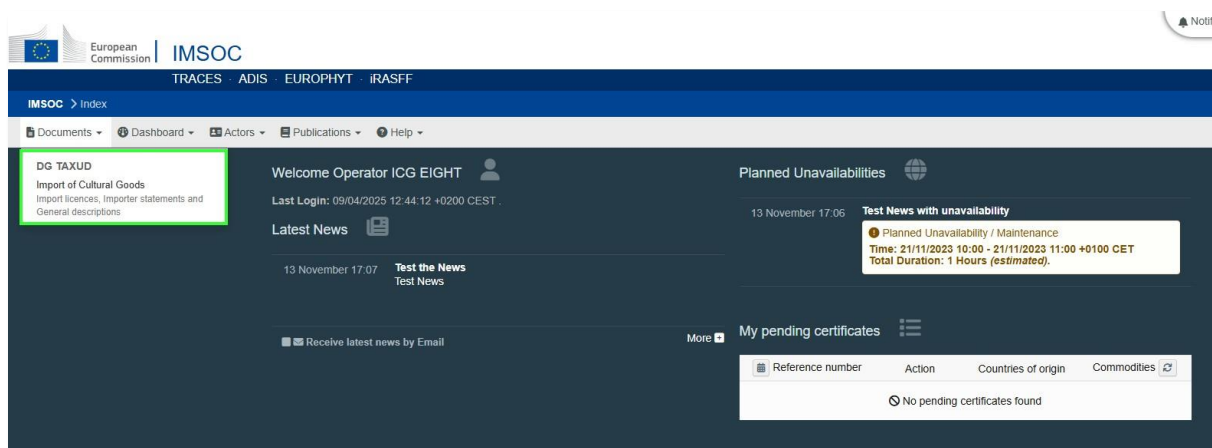 Notif
European
Commission
IMSOC
TRACES · ADIS · EUROPHYT · iRASFF
IMSOC > Index
Documents Dashboard Actors Publications Help
DG TAXUD
Import of Cultural Goods
Import licences, Importer statements and
General descriptions
Welcome Operator ICG EIGHT
Last Login: 09/04/2025 12:44:12 +0200 CEST .
Latest News
13 November 17:07 Test the News
Test News
Receive latest news by Email
More
Planned Unavailabilities
13 November 17:06 Test News with unavailability
Planned Unavailability / Maintenance
Time: 21/11/2023 10:00 - 21/11/2023 11:00 +0100 CET
Total Duration: 1 Hours (estimated).
My pending certificates
Reference number Action Countries of origin Commodities
No pending certificates found